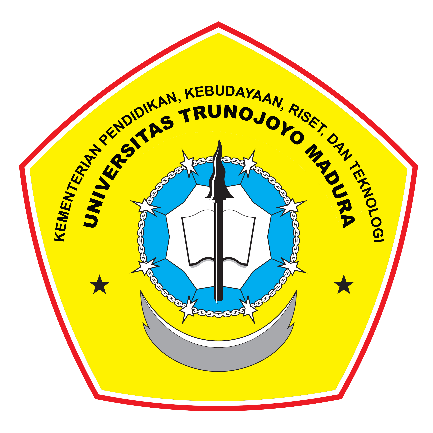 KEMENTERIAN PENDIDIKAN, KEBUDAYAAN, RISET, DAN TEKNOLOGI
UNIVERSITAS TRUNOJOYO MADURA